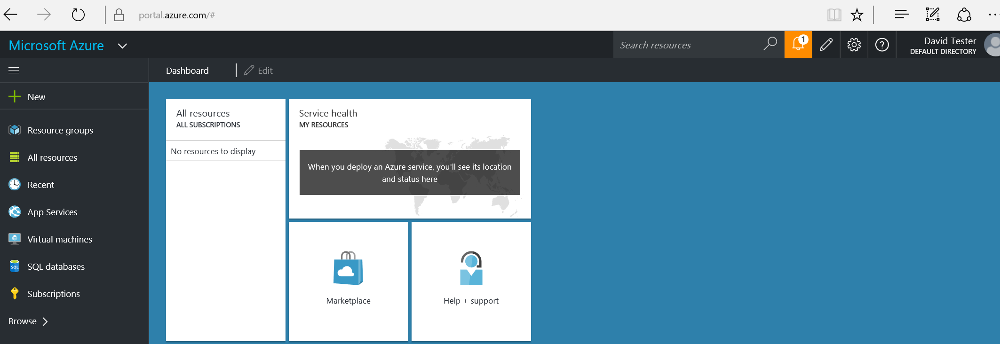 portal.azure.com/#
Microsoft Azure
Search resources
1
David Tester
DEFAULT DIRECTORY
Dashboard
Edit
New
Resource groups
All resources
Recent
App Services
Virtual machines
SQL
SQL databases
Subscriptions
Browse
All resources
ALL SUBSCRIPTIONS
No resources to display
Service health
MY RESOURCES
When you deploy an Azure service, you'll see its location
and status here
Marketplace
Help + support